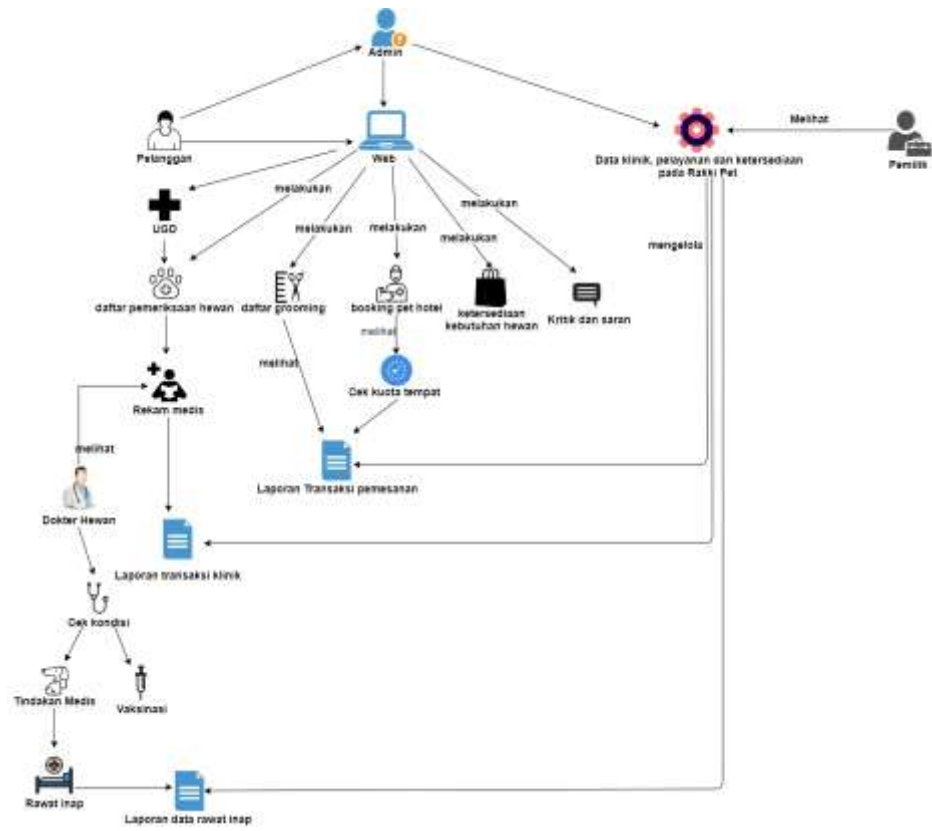 Admin
Melihat
Pelanggan
Web
Data klinik, pelayanan dan ketersediaan
pada Rakki Pet
Pemilik
melakukan
melakukan
UGD
melakukan
melakukan
melakukan
mengelola
daftar pemeriksaan hewan
daftar grooming
booking pet hotel
ketersediaan
kebutuhan hewan
Kritik dan saran
melihat
melihat
Cek kuota tempat
Rekam medis
melihat
Laporan Transaksi pemesanan
Dokter Hewan
Laporan transaksi klinik
Cek kondisi
Tindakan Medis
Vaksinasi
Rawat inap
Laporan data rawat inap